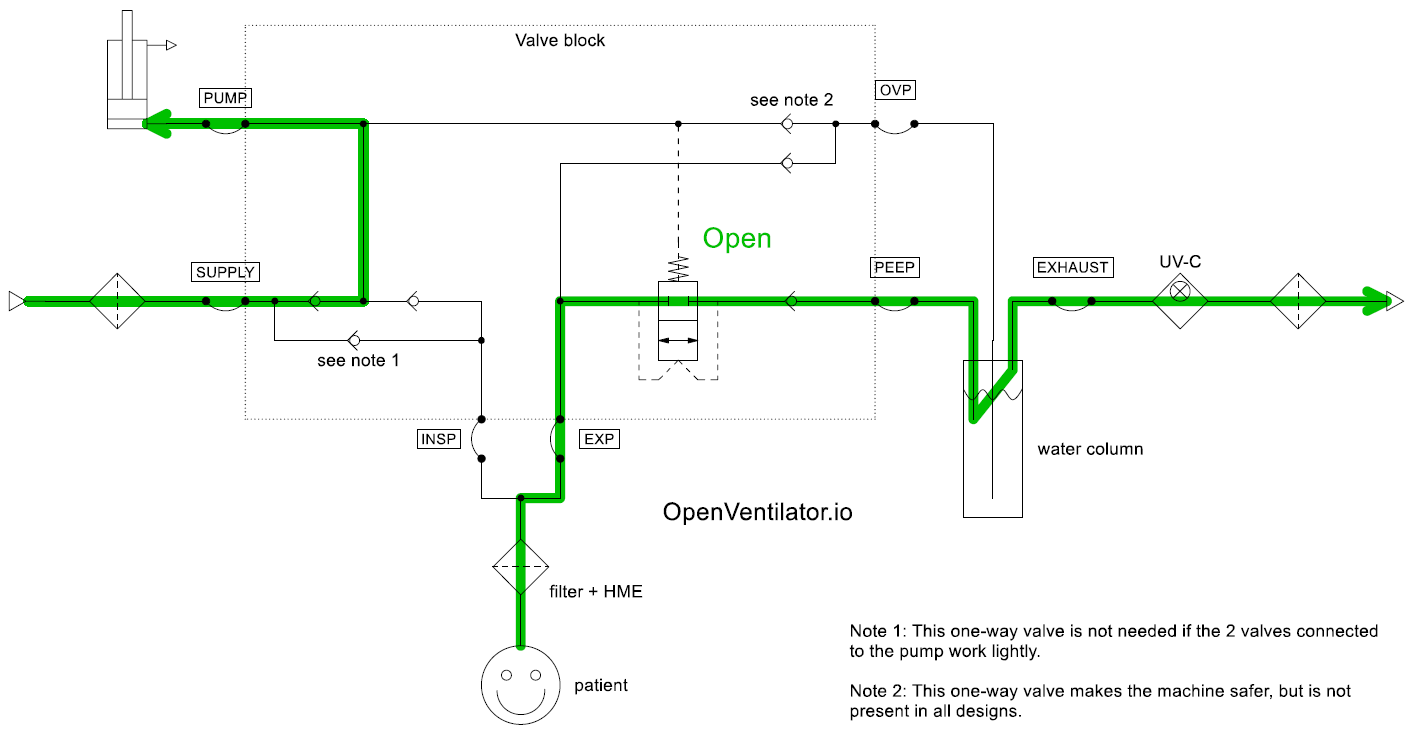 Valve block
PUMP
see note 2
OVP
Open
SUPPLY
PEEP
EXHAUST
UV-C
see note 1
INSP
EXP
water column
OpenVentilator.io
filter + HME
patient
Note 1: This one-way valve is not needed if the 2 valves connected
to the pump work lightly.
Note 2: This one-way valve makes the machine safer, but is not
present in all designs.